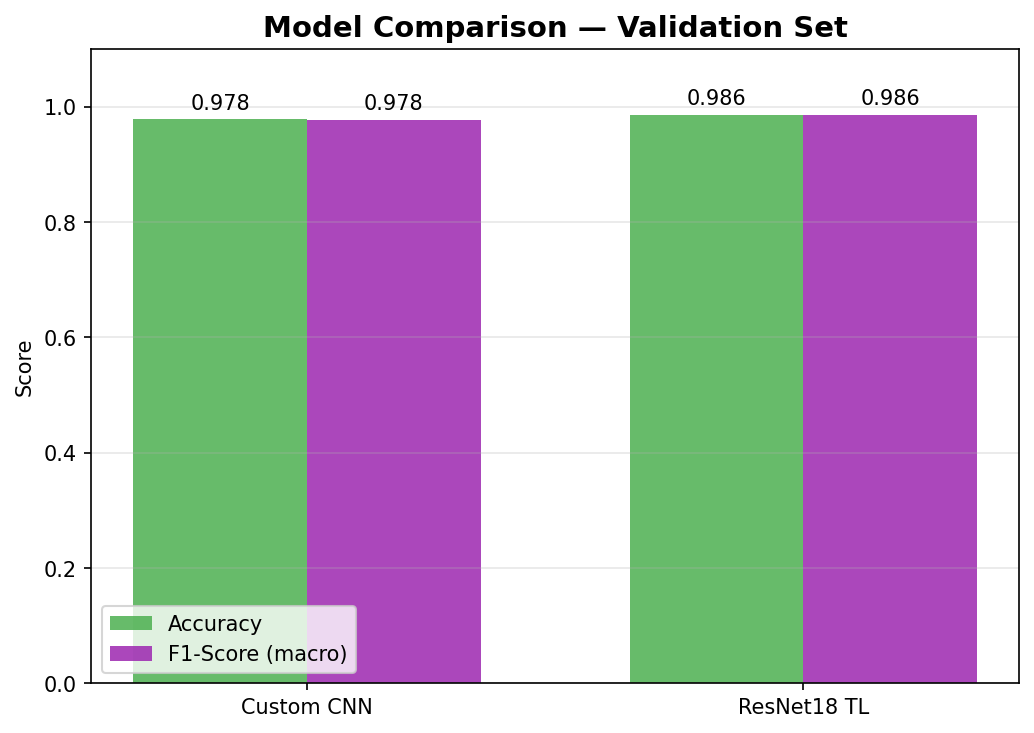 Model Comparison — Validation Set
0.978
0.978
0.986
0.986
1.0
0.8
0.6
0.4
0.2
0.0
Score
Accuracy
F1-Score (macro)
Custom CNN
ResNet18 TL